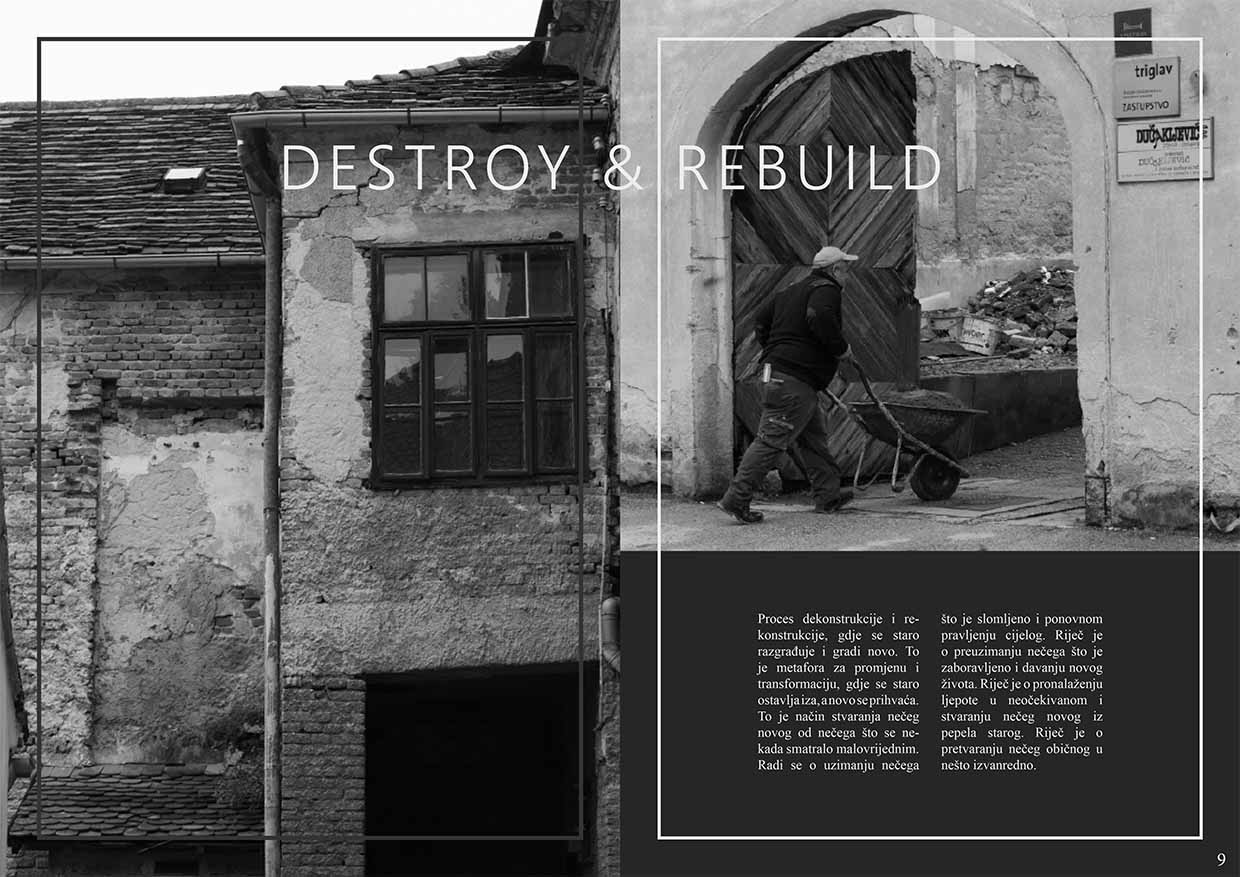 DESTROY & REBUILD
triglav
ZASTUPSTVO
Proces dekonstrukcije i re-
konstrukcije, gdje se staro
razgrađuje i gradi novo. To
je metafora za promjenu i
transformaciju, gdje se staro
ostavlja iza, a novo se prihvaća.
To je način stvaranja nečeg
novog od nečega što se ne-
kada smatralo malovrijednim.
Radi se o uzimanju nečega
što je slomljeno i ponovnom
pravljenju cijelog. Riječ je
o preuzimanju nečega što je
zaboravljeno i davanju novog
života. Riječ je o pronalaženju
ljepote u neočekivanom i
stvaranju nečeg novog iz
pepela starog. Riječ je o
pretvaranju nečeg običnog u
nešto izvanredno.
9